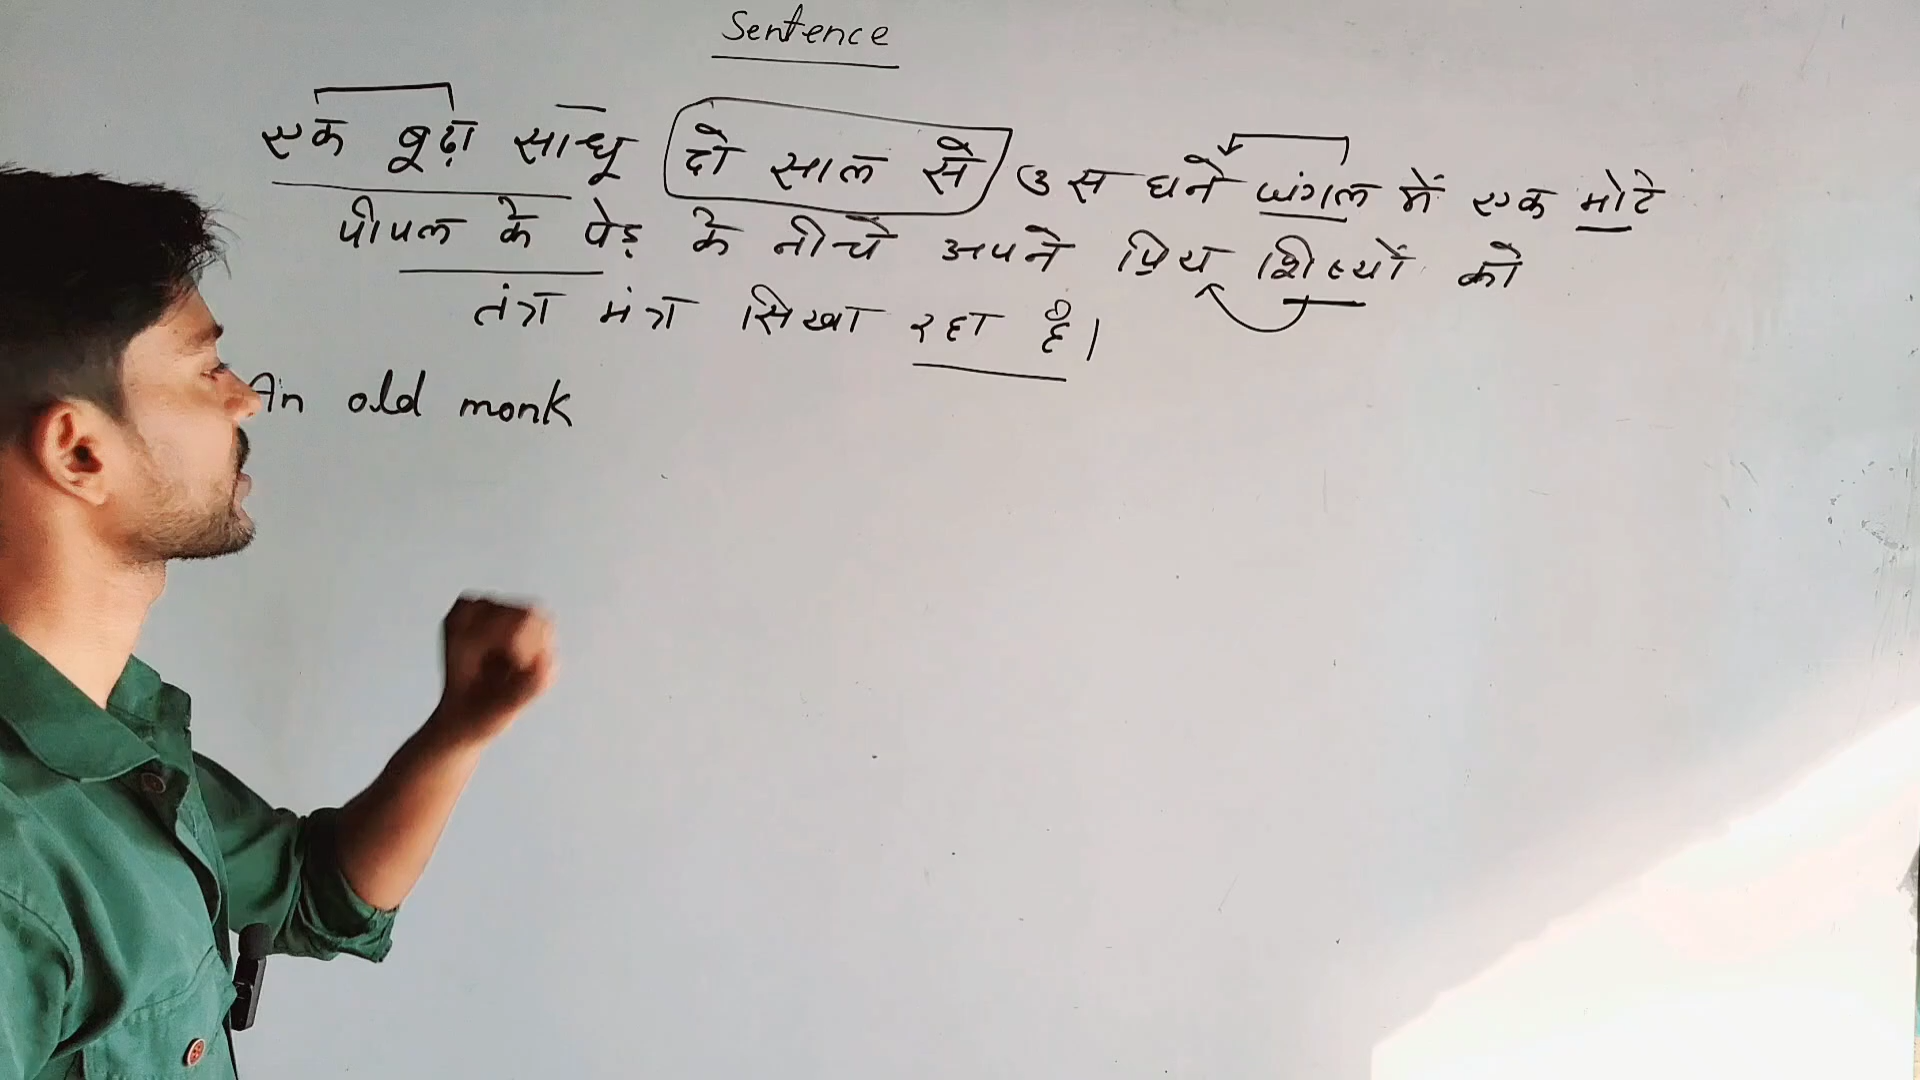 Sentence
एक बूढ़ा साधु दो साल से उस घने जंगल में एक मोटे
पीपल के पेड़ के नीचे अपने प्रिय शिष्यों को
तंत्र मंत्र सिखा रहा है।
An old monk